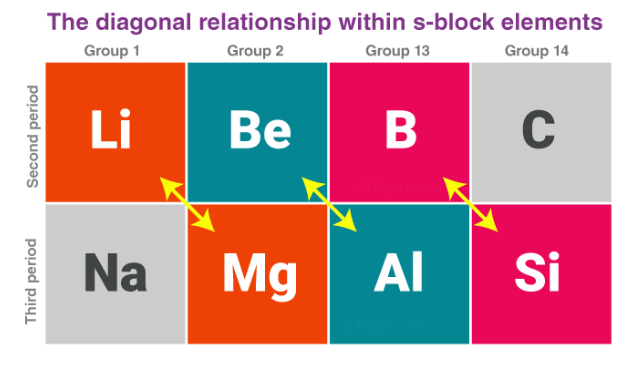 The diagonal relationship within s-block elements
Group 1 Group 2 Group 13 Group 14
Second period
Li Be B C
Third period
Na Mg Al Si